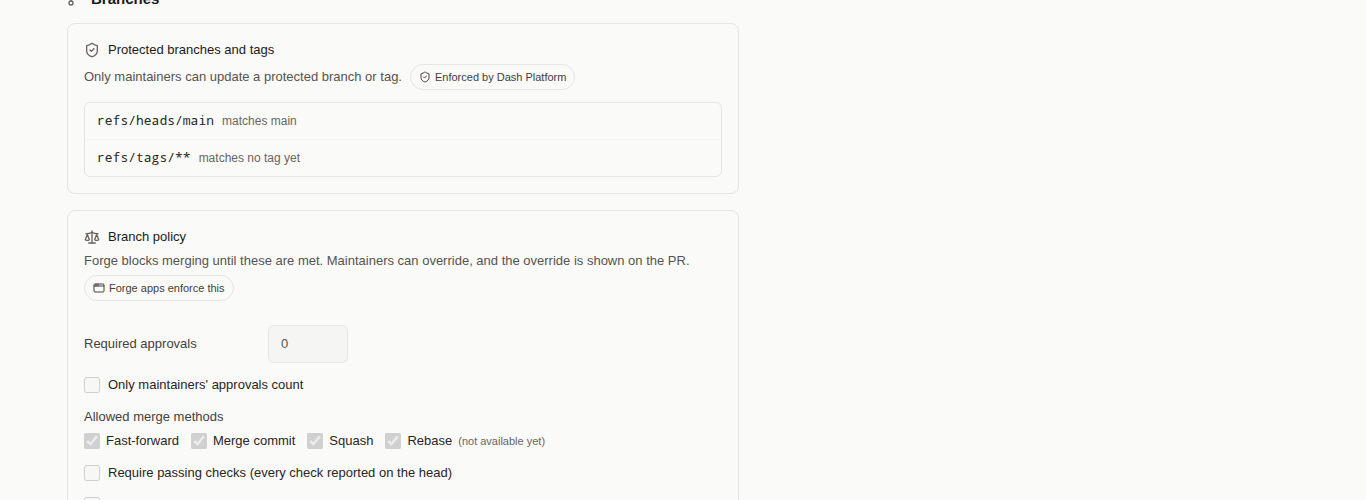 Branches
Protected branches and tags
Only maintainers can update a protected branch or tag. Enforced by Dash Platform
refs/heads/main matches main
refs/tags/** matches no tag yet
Branch policy
Forge blocks merging until these are met. Maintainers can override, and the override is shown on the PR.
Forge apps enforce this
Required approvals 0
Only maintainers' approvals count
Allowed merge methods
Fast-forward Merge commit Squash Rebase (not available yet)
Require passing checks (every check reported on the head)